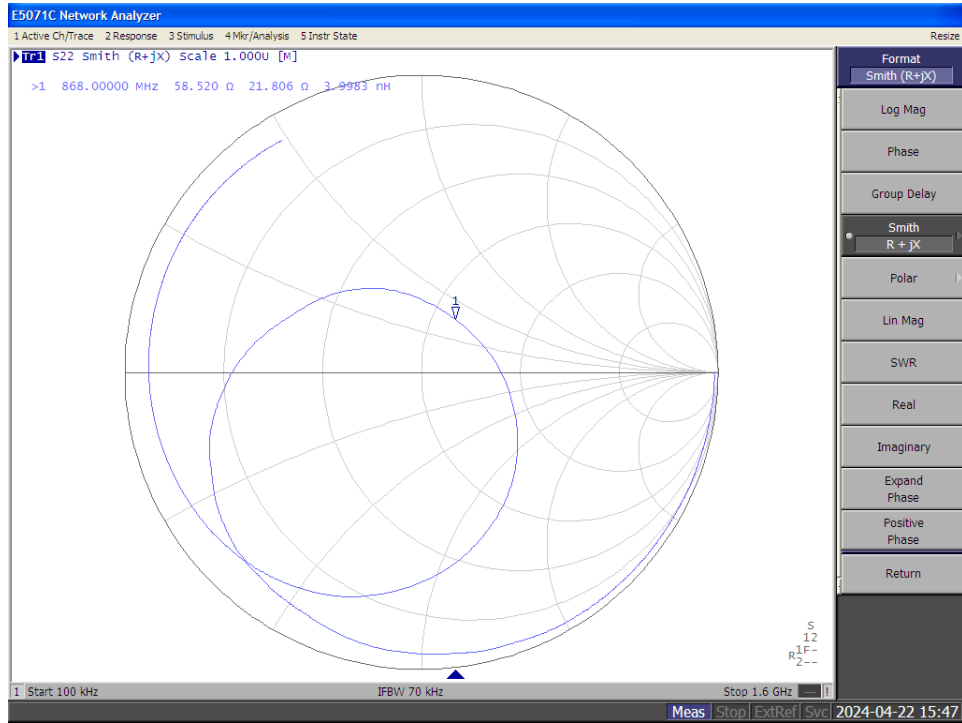 E5071C Network Analyzer
1 Active Ch/Trace 2 Response 3 Stimulus 4 Mkr/Analysis 5 Instr State
Resize
Tr1 S22 Smith (R+jX) Scale 1.000U [M]
>1 868.00000 MHz 58.520 Ω 21.806 Ω 3.9983 nH
1
Format
Smith (R+jX)
Log Mag
Phase
Group Delay
Smith
R + jX
Polar
Lin Mag
SWR
Real
Imaginary
Expand
Phase
Positive
Phase
Return
S
12
R1F-
2--
1 Start 100 kHz
IFBW 70 kHz
Stop 1.6 GHz --- !
Meas Stop ExtRef Svc 2024-04-22 15:47